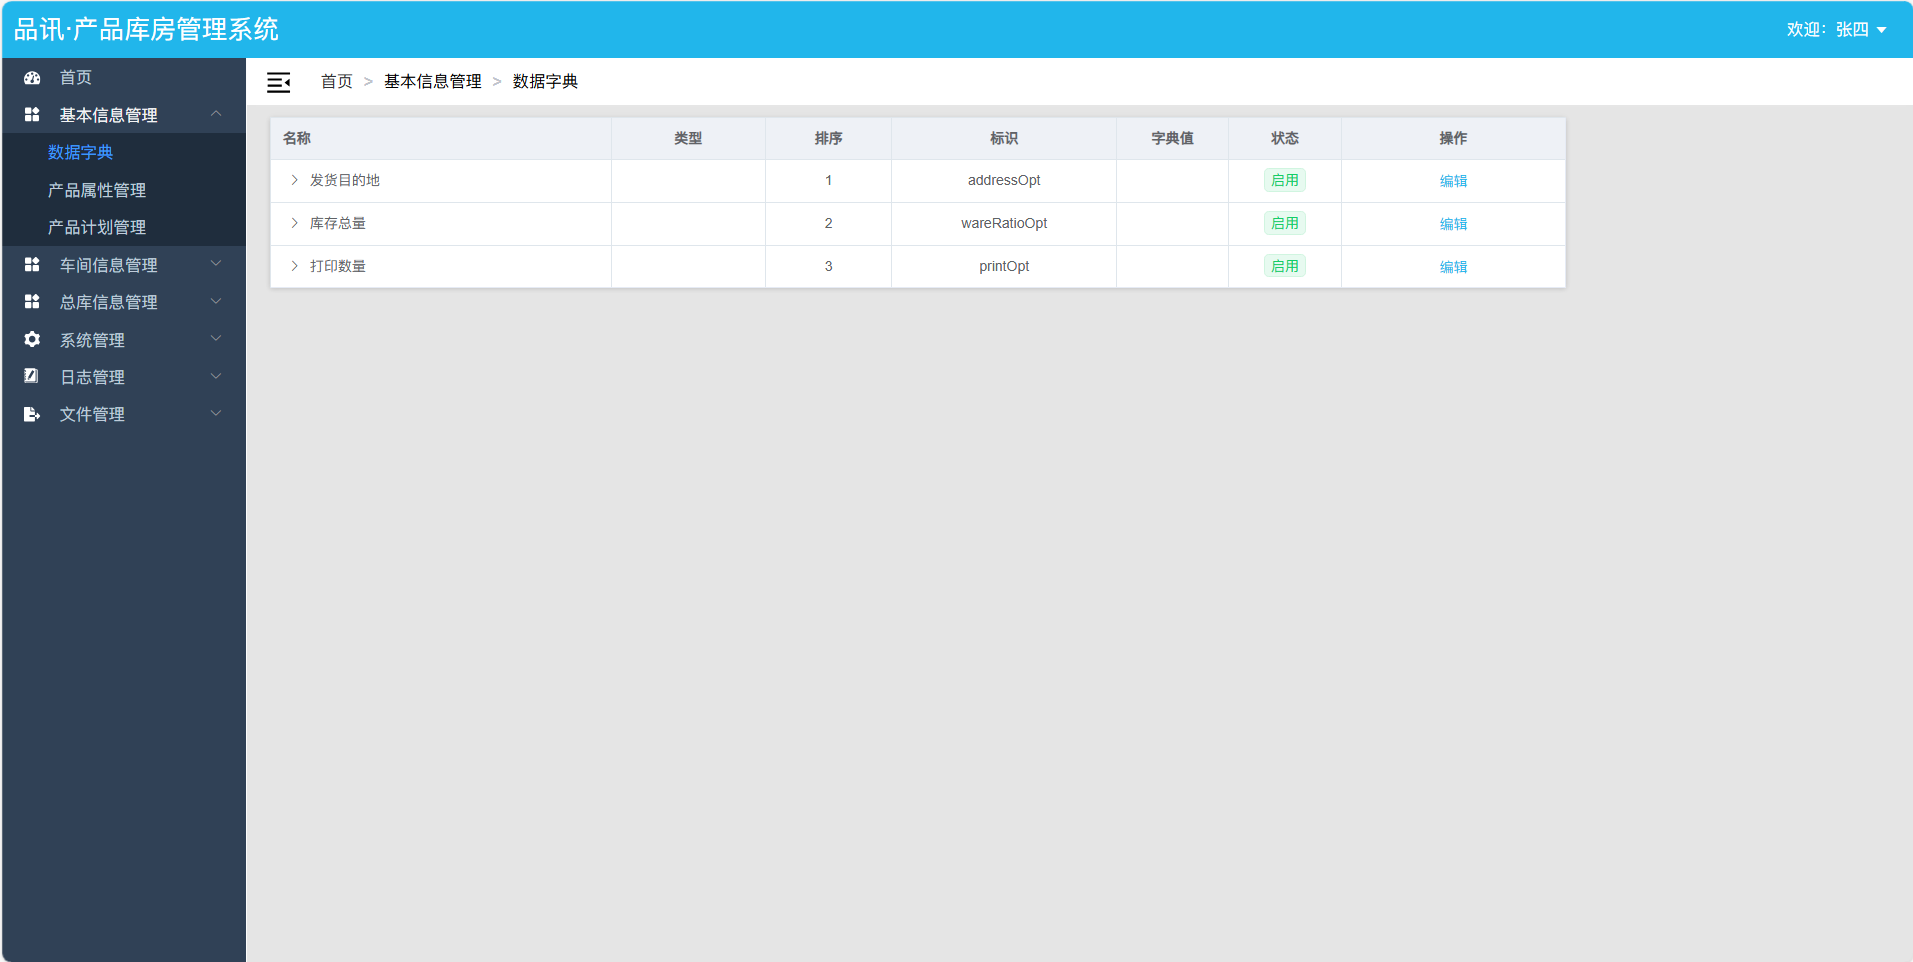 品讯·产品库房管理系统
欢迎：张四
首页
基本信息管理
数据字典
产品属性管理
产品计划管理
车间信息管理
总库信息管理
系统管理
日志管理
文件管理
首页 > 基本信息管理 > 数据字典
名称 类型 排序 标识 字典值 状态 操作
发货目的地 1 addressOpt 启用 编辑
库存总量 2 wareRatioOpt 启用 编辑
打印数量 3 printOpt 启用 编辑